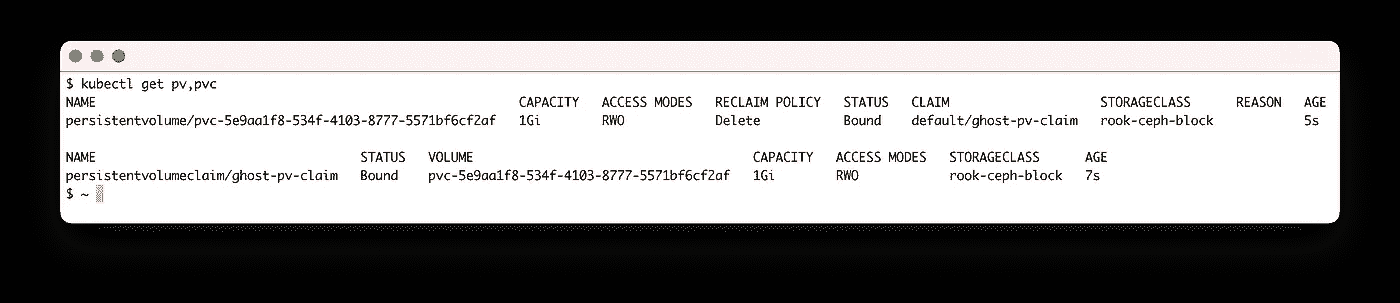 $ kubectl get pv,pvc
NAME CAPACITY ACCESS MODES RECLAIM POLICY STATUS CLAIM STORAGECLASS REASON AGE
persistentvolume/pvc-5e9aa1f8-534f-4103-8777-5571bf6cf2af 1Gi RWO Delete Bound default/ghost-pv-claim rook-ceph-block 5s
NAME STATUS VOLUME CAPACITY ACCESS MODES STORAGECLASS AGE
persistentvolumeclaim/ghost-pv-claim Bound pvc-5e9aa1f8-534f-4103-8777-5571bf6cf2af 1Gi RWO rook-ceph-block 7s
$ ~